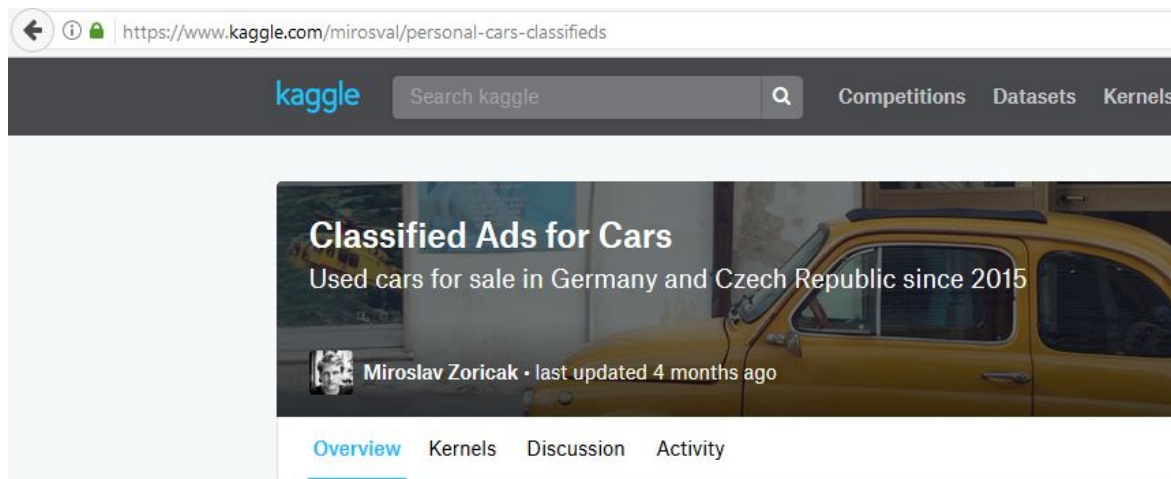 https://www.kaggle.com/mirosval/personal-cars-classifieds
kaggle Search kaggle Competitions Datasets Kernels
Classified Ads for Cars
Used cars for sale in Germany and Czech Republic since 2015
Miroslav Zoricak • last updated 4 months ago
Overview Kernels Discussion Activity